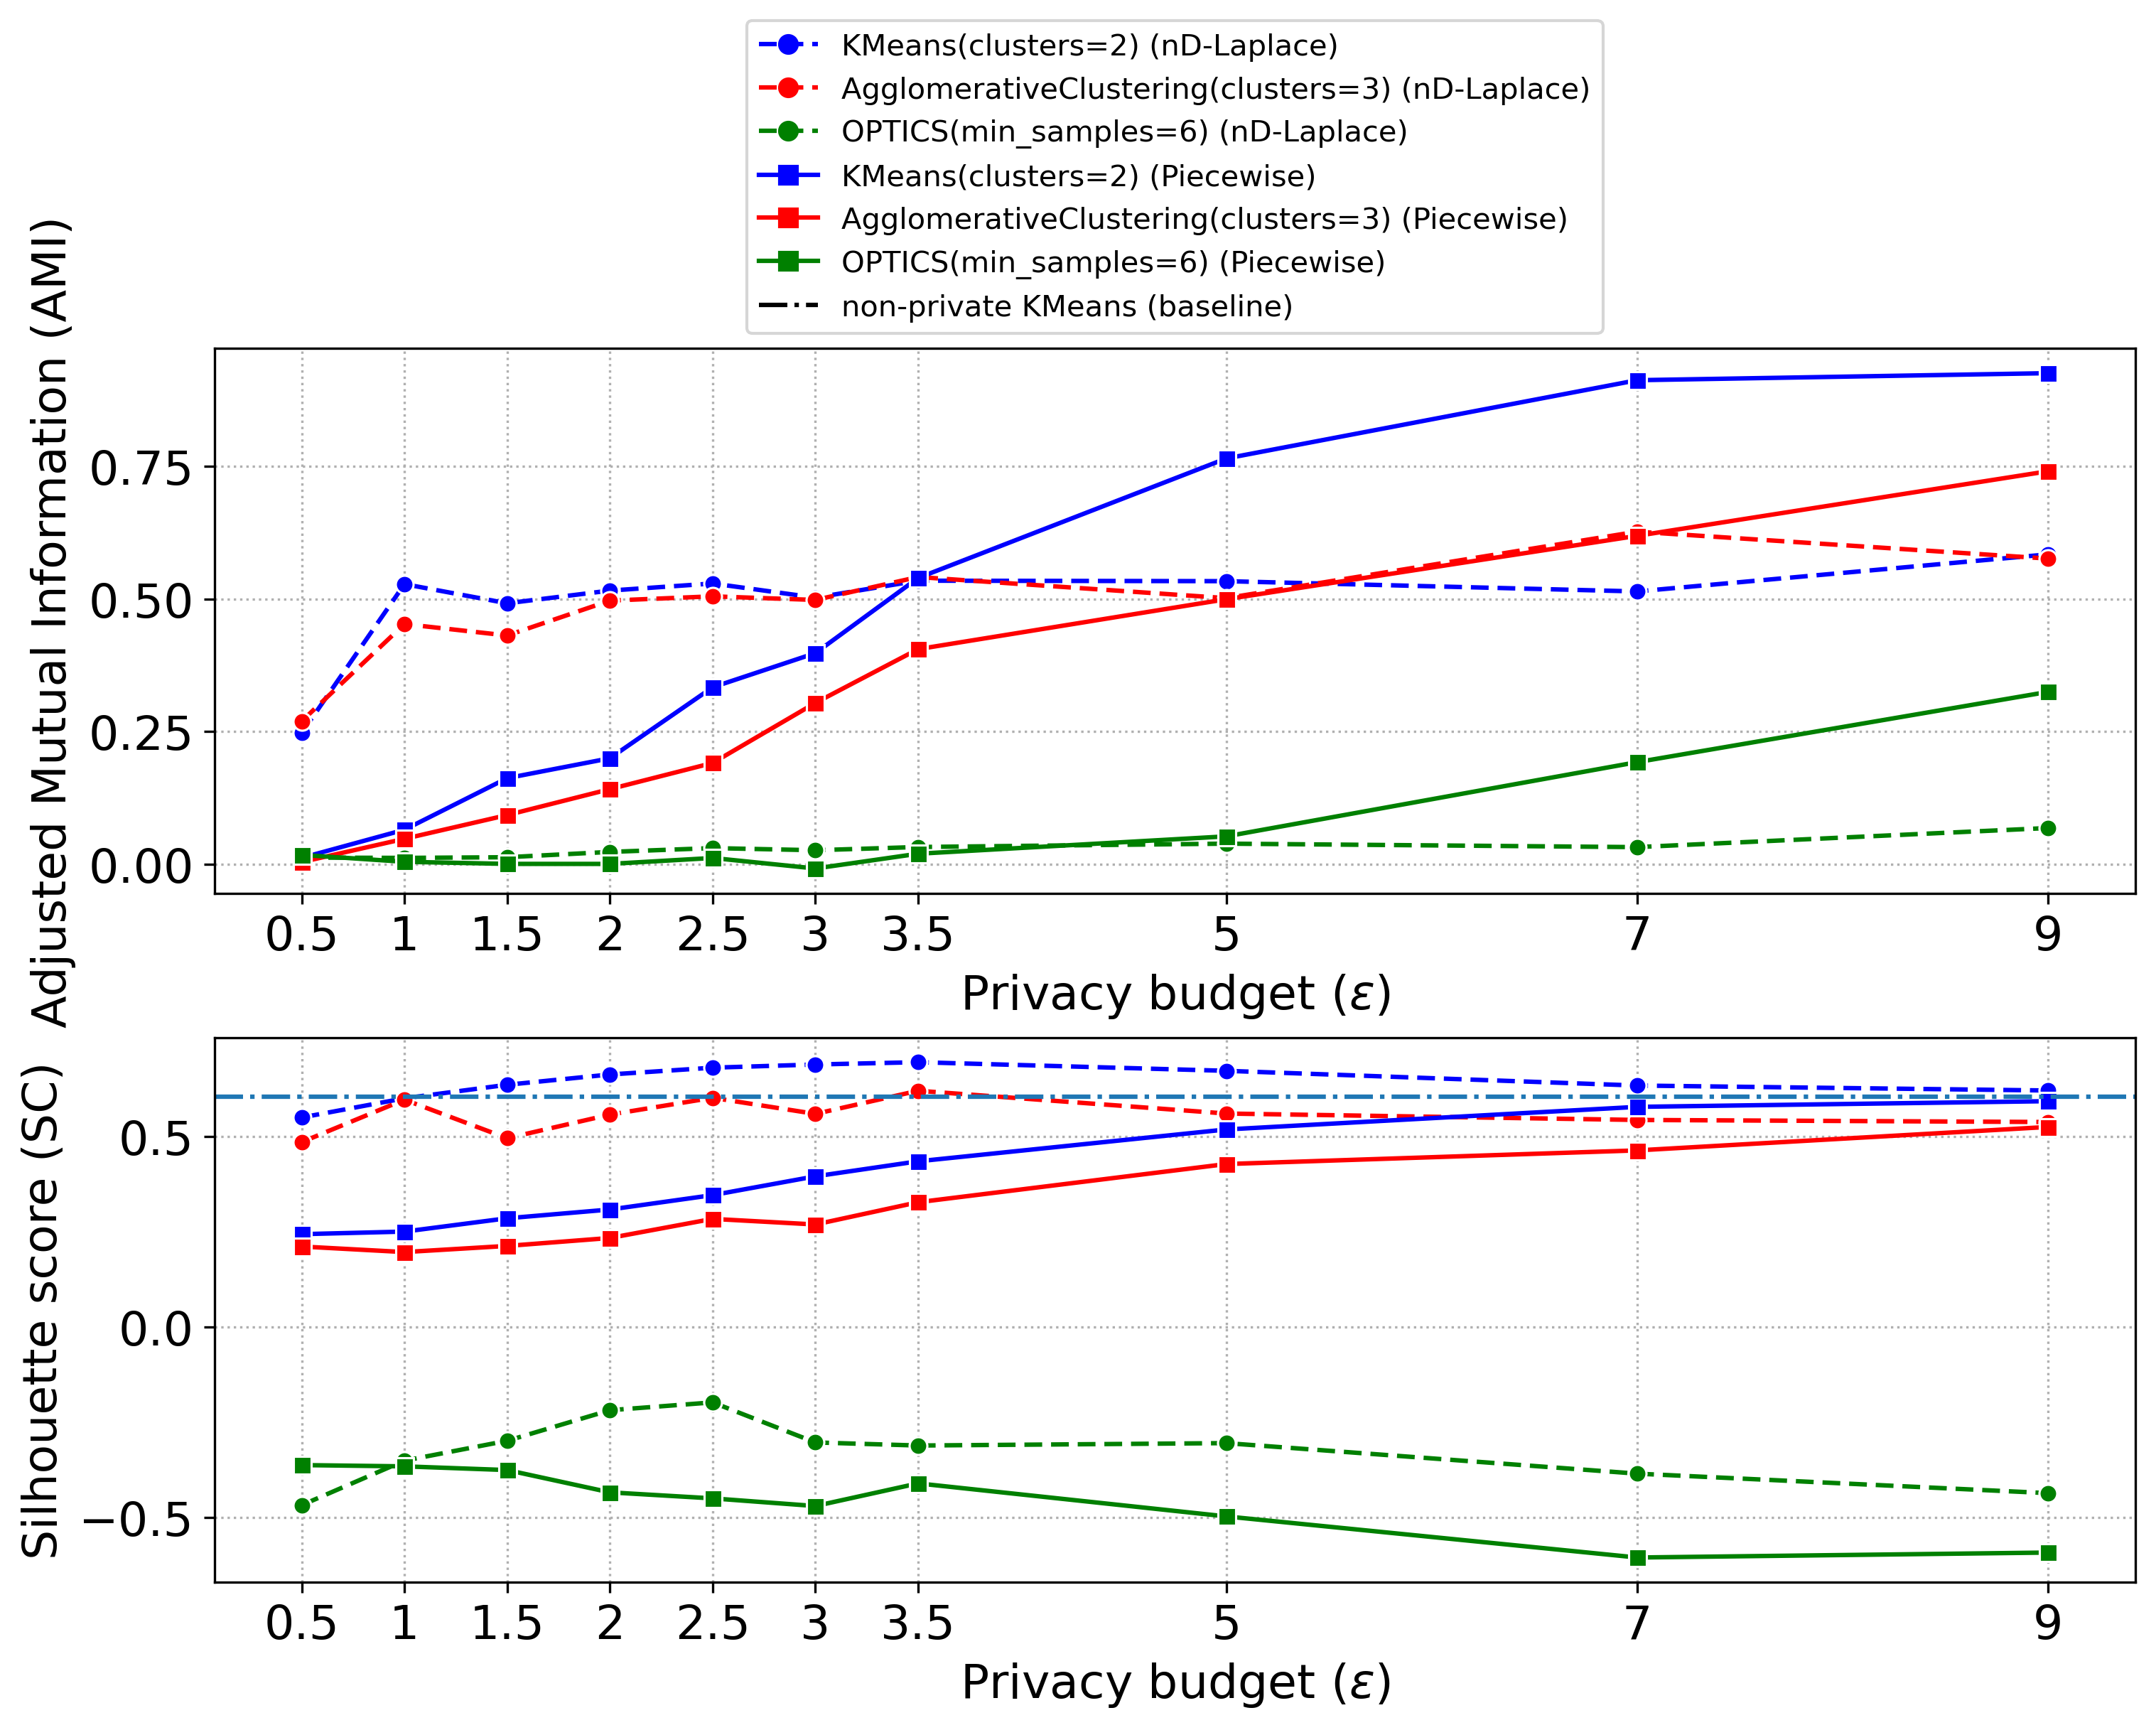 KMeans(clusters=2) (nD-Laplace)
AgglomerativeClustering(clusters=3) (nD-Laplace)
OPTICS(min_samples=6) (nD-Laplace)
KMeans(clusters=2) (Piecewise)
AgglomerativeClustering(clusters=3) (Piecewise)
OPTICS(min_samples=6) (Piecewise)
non-private KMeans (baseline)
Adjusted Mutual Information (AMI)
0.75
0.50
0.25
0.00
0.5 1 1.5 2 2.5 3 3.5 5 7 9
Privacy budget (ε)
Silhouette score (SC)
0.5
0.0
−0.5
0.5 1 1.5 2 2.5 3 3.5 5 7 9
Privacy budget (ε)